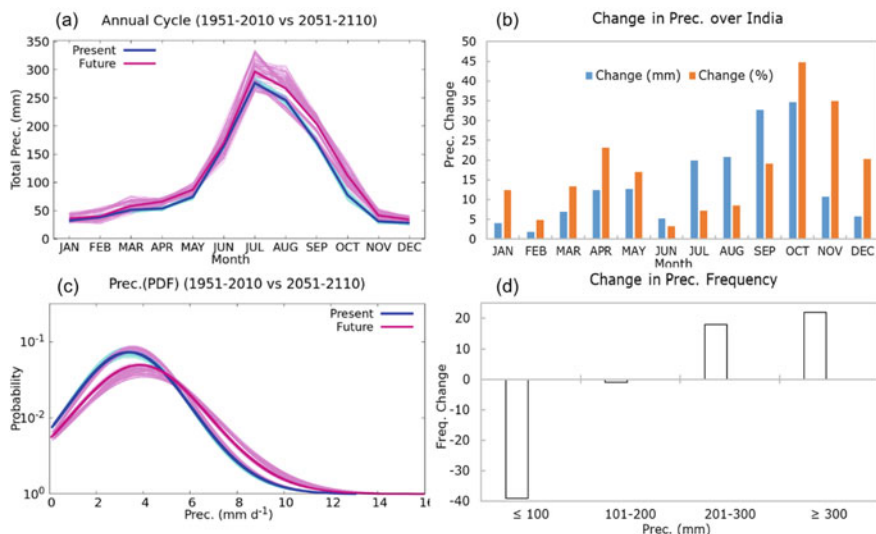 (a) Annual Cycle (1951-2010 vs 2051-2110)
350
300
250
200
150
100
50
0
Total Prec. (mm)
Present
Future
JAN FEB MAR APR MAY JUN JUL AUG SEP OCT NOV DEC
Month
(b) Change in Prec. over India
50
45
40
35
30
25
20
15
10
5
0
Prec. Change
Change (mm) Change (%)
JAN FEB MAR APR MAY JUN JUL AUG SEP OCT NOV DEC
Month
(c) Prec.(PDF) (1951-2010 vs 2051-2110)
Present
Future
10⁻¹
10⁻²
10⁰
Probability
0 2 4 6 8 10 12 14 16
Prec. (mm d⁻¹)
(d) Change in Prec. Frequency
20
10
0
-10
-20
-30
-40
Freq. Change
≤ 100 101-200 201-300 ≥ 300
Prec. (mm)